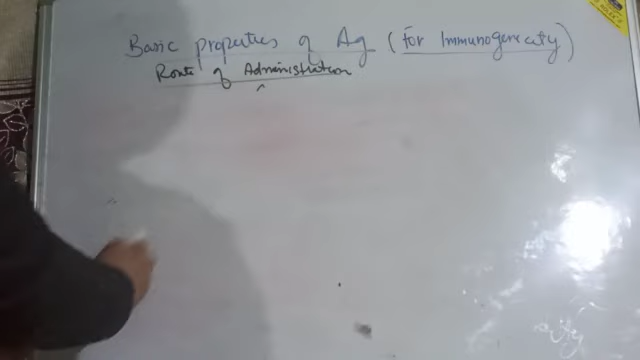 Basic properties of Ag (for Immunogenecity)
Route of Administration